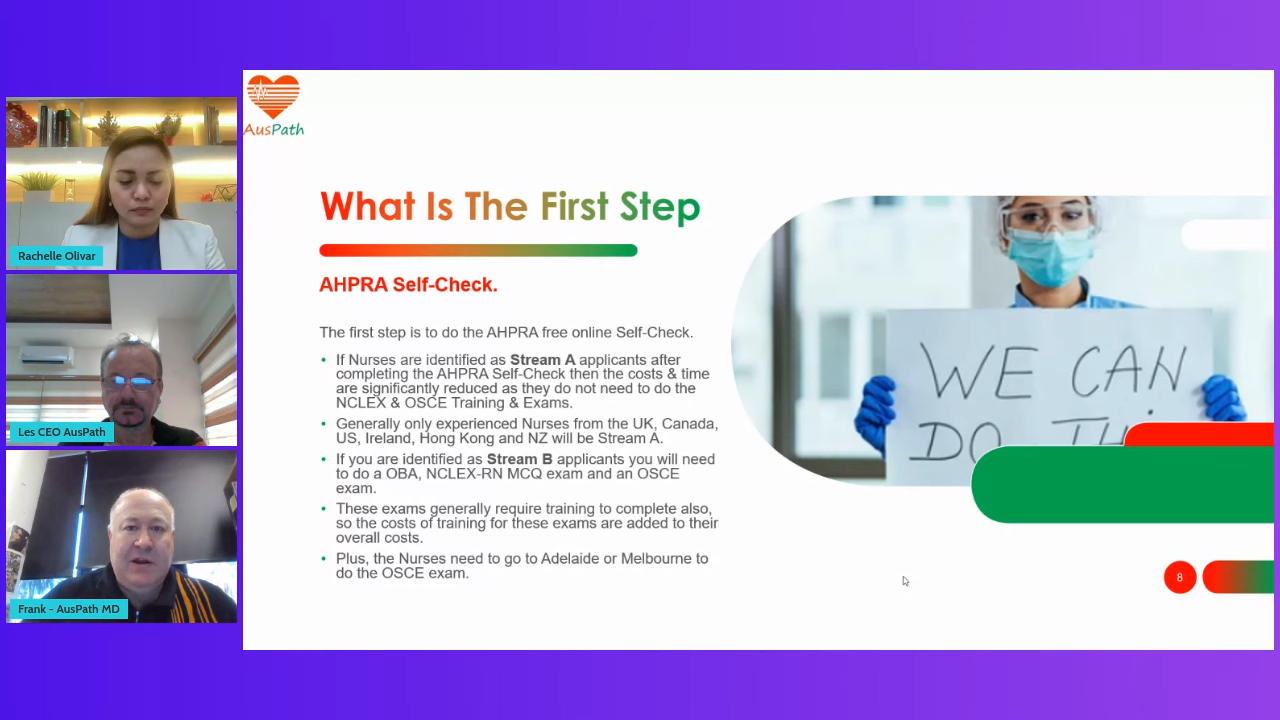 AusPath
What Is The First Step
AHPRA Self-Check.
The first step is to do the AHPRA free online Self-Check.
• If Nurses are identified as Stream A applicants after
completing the AHPRA Self-Check then the costs & time
are significantly reduced as they do not need to do the
NCLEX & OSCE Training & Exams.
• Generally only experienced Nurses from the UK, Canada,
US, Ireland, Hong Kong and NZ will be Stream A.
• If you are identified as Stream B applicants you will need
to do a OBA, NCLEX-RN MCQ exam and an OSCE
exam.
• These exams generally require training to complete also,
so the costs of training for these exams are added to their
overall costs.
• Plus, the Nurses need to go to Adelaide or Melbourne to
do the OSCE exam.
WE CAN
DO
8
Rachelle Olivar
Les CEO AusPath
Frank - AusPath MD